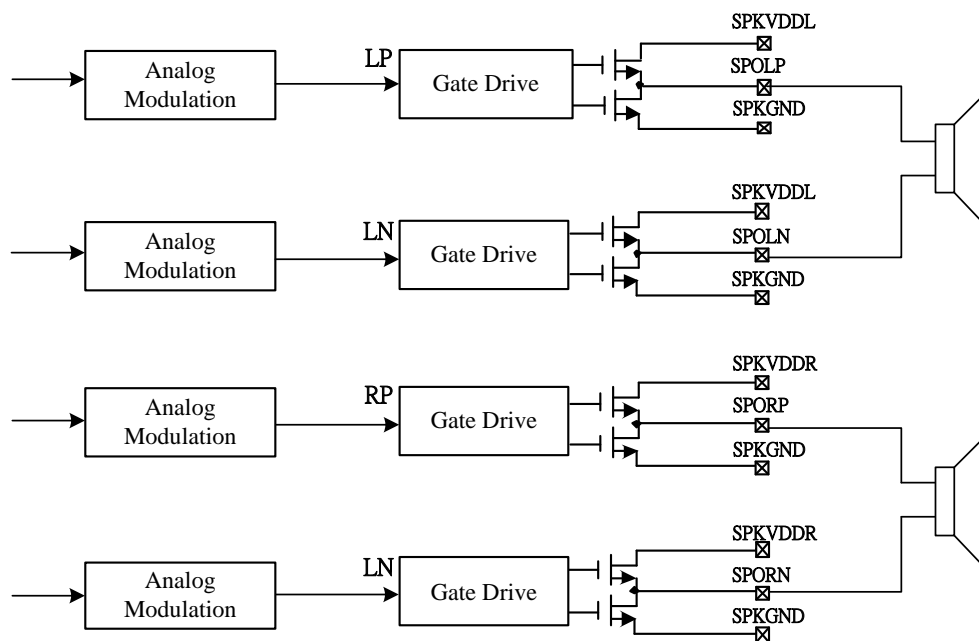 SPKVDDL
Analog
Modulation
LP
Gate Drive
SPOLP
SPKGND
SPKVDDL
Analog
Modulation
LN
Gate Drive
SPOLN
SPKGND
SPKVDDR
Analog
Modulation
RP
Gate Drive
SPORP
SPKGND
SPKVDDR
Analog
Modulation
LN
Gate Drive
SPORN
SPKGND